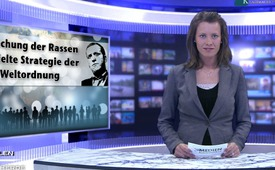 chung der Rassen
elte Strategie der
Weltordnung
K